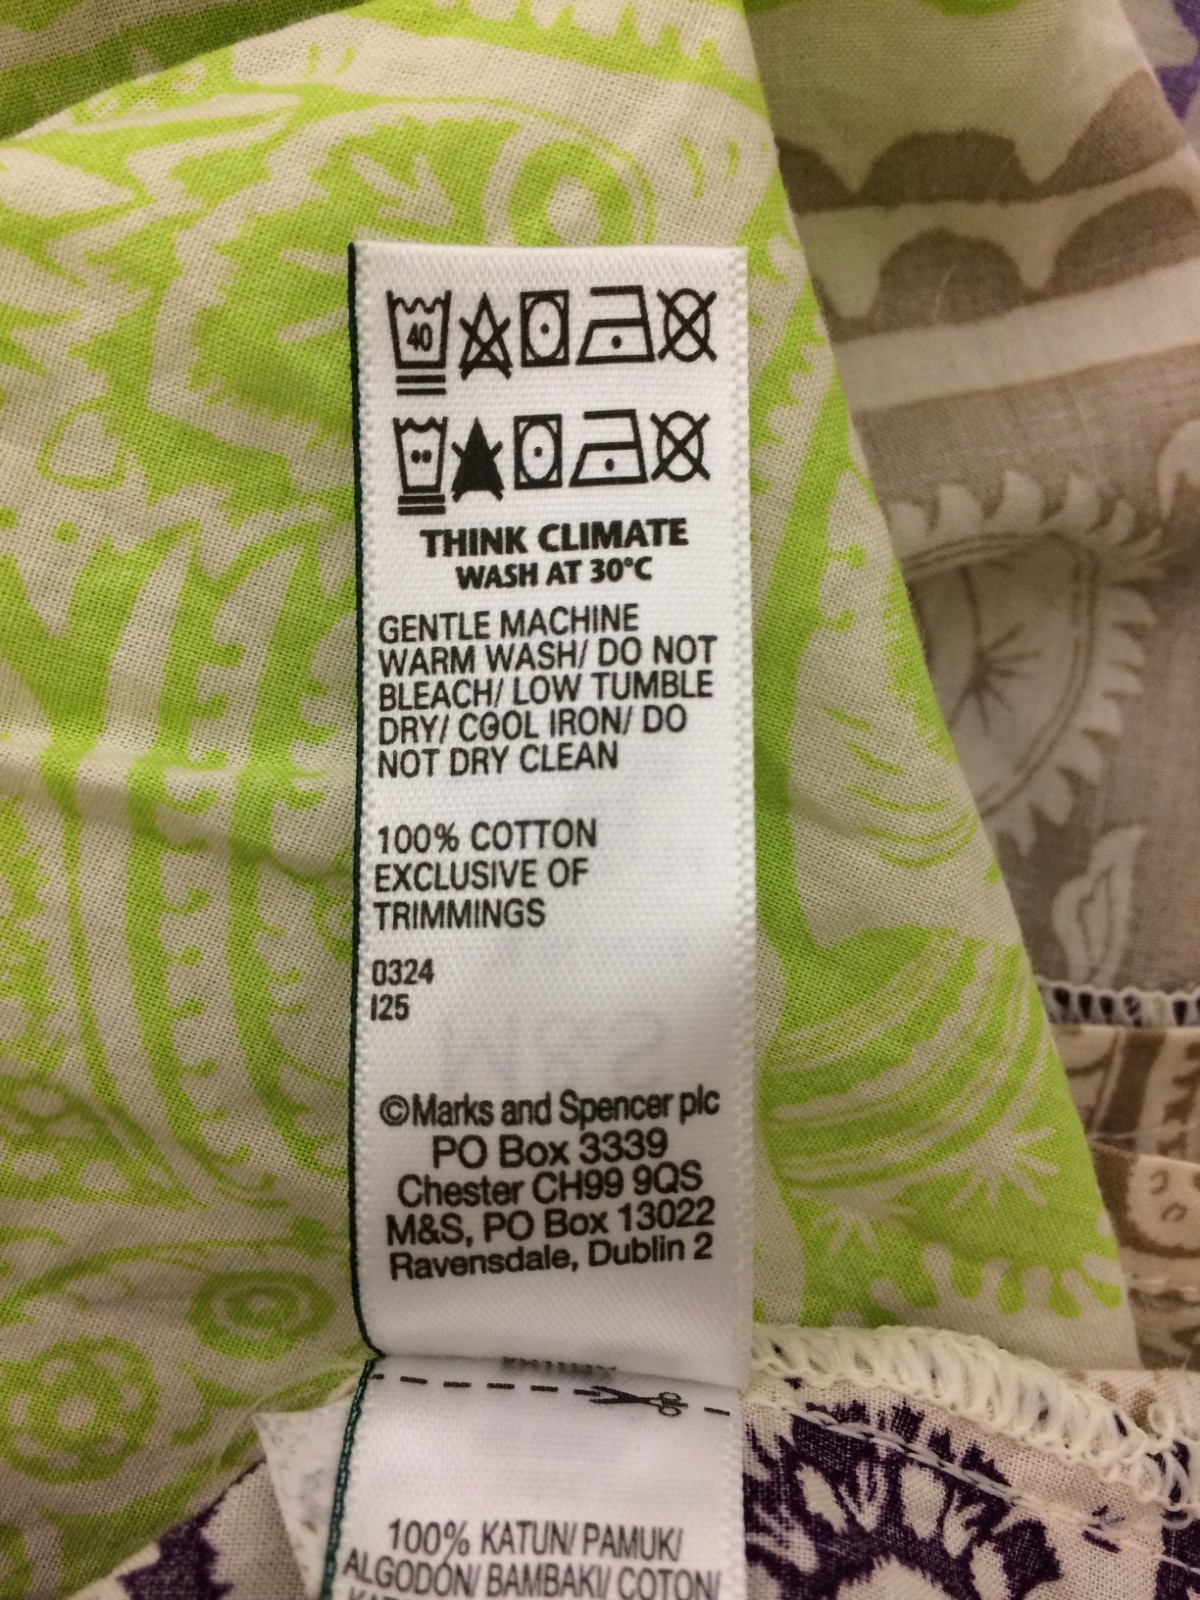 40
THINK CLIMATE
WASH AT 30°C
GENTLE MACHINE
WARM WASH/ DO NOT
BLEACH/ LOW TUMBLE
DRY/ COOL IRON/ DO
NOT DRY CLEAN
100% COTTON
EXCLUSIVE OF
TRIMMINGS
0324
I25
©Marks and Spencer plc
PO Box 3339
Chester CH99 9QS
M&S, PO Box 13022
Ravensdale, Dublin 2
100% KATUN/ PAMUK/
ALGODÓN/ BAMBAKI/ COTON/